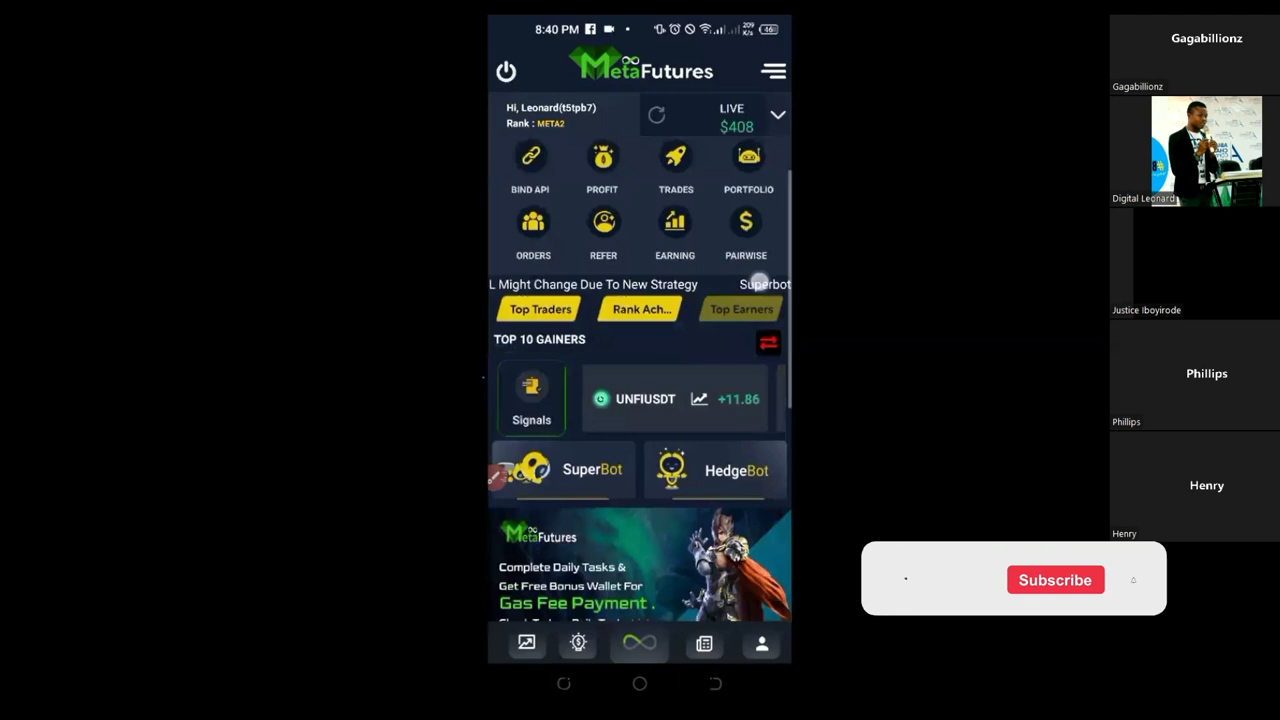 8:40 PM
209
K/s
46
MetaFutures
Hi, Leonard(t5tpb7)
Rank : META2
LIVE
$408
BIND API
PROFIT
TRADES
PORTFOLIO
ORDERS
REFER
EARNING
PAIRWISE
L Might Change Due To New Strategy
Superbot
Top Traders
Rank Ach...
Top Earners
TOP 10 GAINERS
Signals
UNFIUSDT
+11.86
SuperBot
HedgeBot
MetaFutures
Complete Daily Tasks &
Get Free Bonus Wallet For
Gas Fee Payment .
Gagabillionz
Gagabillionz
Digital Leonard
Justice Iboyirode
Phillips
Phillips
Henry
Henry
Subscribe